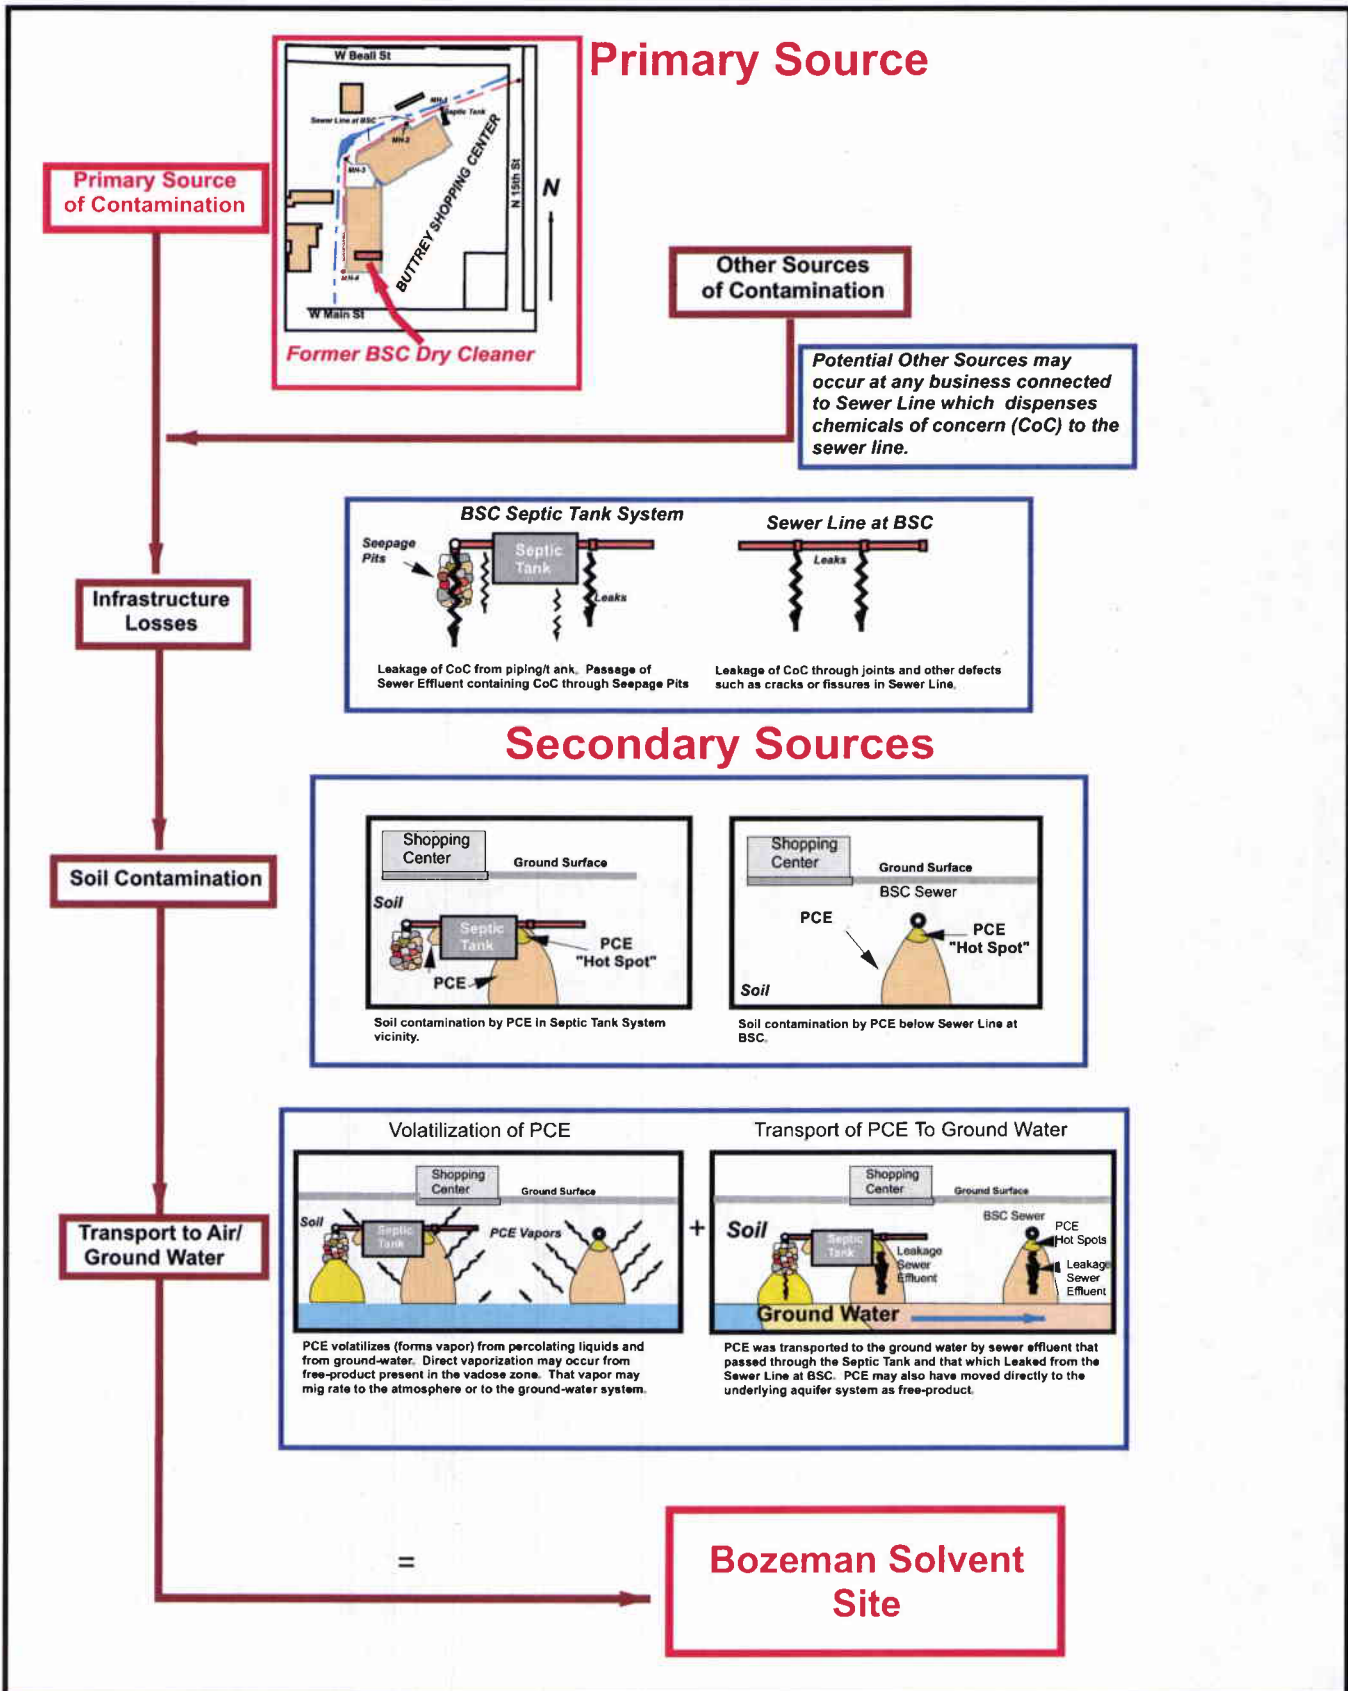 Primary Source
W Beall St
MH-1
Septic Tank
Sewer Line at BSC
MH-2
MH-3
BUTTREY SHOPPING CENTER
N 15th St
N
MH-4
W Main St
Former BSC Dry Cleaner
Primary Source
of Contamination
Other Sources
of Contamination
Potential Other Sources may
occur at any business connected
to Sewer Line which dispenses
chemicals of concern (CoC) to the
sewer line.
Infrastructure
Losses
BSC Septic Tank System
Seepage
Pits
Septic
Tank
Leaks
Leakage of CoC from piping/t ank. Passage of
Sewer Effluent containing CoC through Seepage Pits
Sewer Line at BSC
Leaks
Leakage of CoC through joints and other defects
such as cracks or fissures in Sewer Line.
Secondary Sources
Soil Contamination
Shopping
Center
Ground Surface
Soil
Septic
Tank
PCE
"Hot Spot"
PCE
Soil contamination by PCE in Septic Tank System
vicinity.
Shopping
Center
Ground Surface
BSC Sewer
PCE
PCE
"Hot Spot"
Soil
Soil contamination by PCE below Sewer Line at
BSC.
Transport to Air/
Ground Water
Volatilization of PCE
Shopping
Center
Ground Surface
Soil
Septic
Tank
PCE Vapors
PCE volatilizes (forms vapor) from percolating liquids and
from ground-water. Direct vaporization may occur from
free-product present in the vadose zone. That vapor may
mig rate to the atmosphere or to the ground-water system.
+
Transport of PCE To Ground Water
Shopping
Center
Ground Surface
Soil
Septic
Tank
Leakage
Sewer
Effluent
BSC Sewer
PCE
Hot Spots
Leakage
Sewer
Effluent
Ground Water
PCE was transported to the ground water by sewer effluent that
passed through the Septic Tank and that which Leaked from the
Sewer Line at BSC. PCE may also have moved directly to the
underlying aquifer system as free-product.
=
Bozeman Solvent
Site